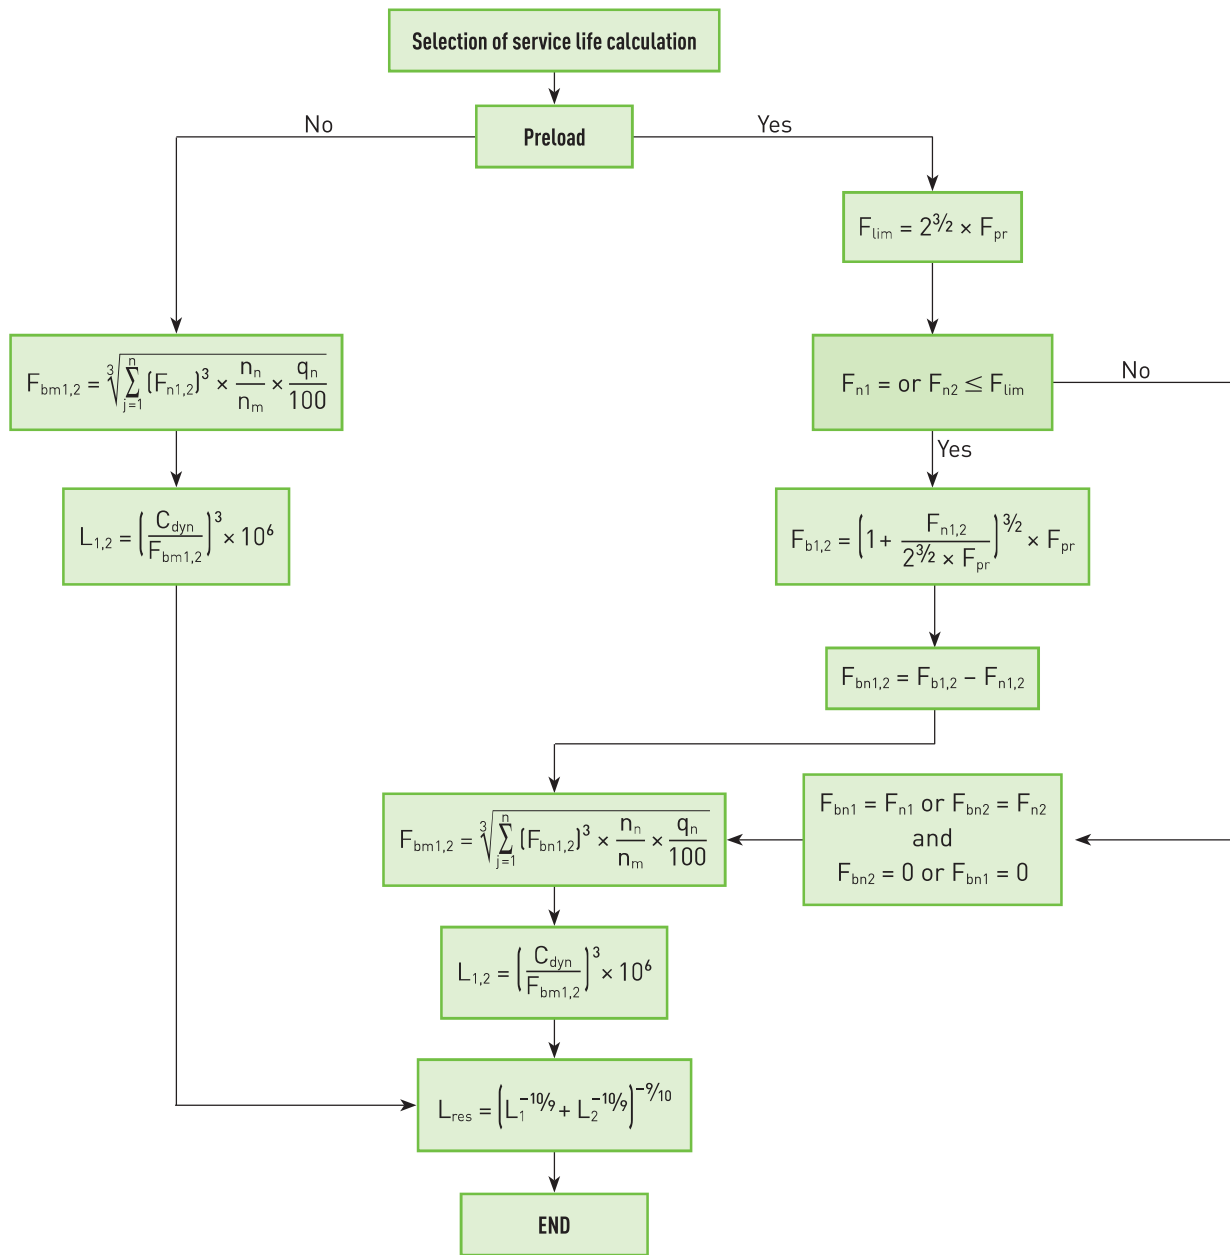 Selection of service life calculation
Preload
No
Yes
F_lim = 2^3/2 × F_pr
F_bm1,2 = ∛(∑_{j=1}^{n} (F_n1,2)^3 × n_n/n_m × q_n/100)
F_n1 = or F_n2 ≤ F_lim
No
Yes
L_1,2 = (C_dyn/F_bm1,2)^3 × 10^6
F_b1,2 = (1 + F_n1,2/(2^3/2 × F_pr))^3/2 × F_pr
F_bn1,2 = F_b1,2 − F_n1,2
F_bm1,2 = ∛(∑_{j=1}^{n} (F_bn1,2)^3 × n_n/n_m × q_n/100)
F_bn1 = F_n1 or F_bn2 = F_n2
and
F_bn2 = 0 or F_bn1 = 0
L_1,2 = (C_dyn/F_bm1,2)^3 × 10^6
L_res = (L_1^−10/9 + L_2^−10/9)^−9/10
END